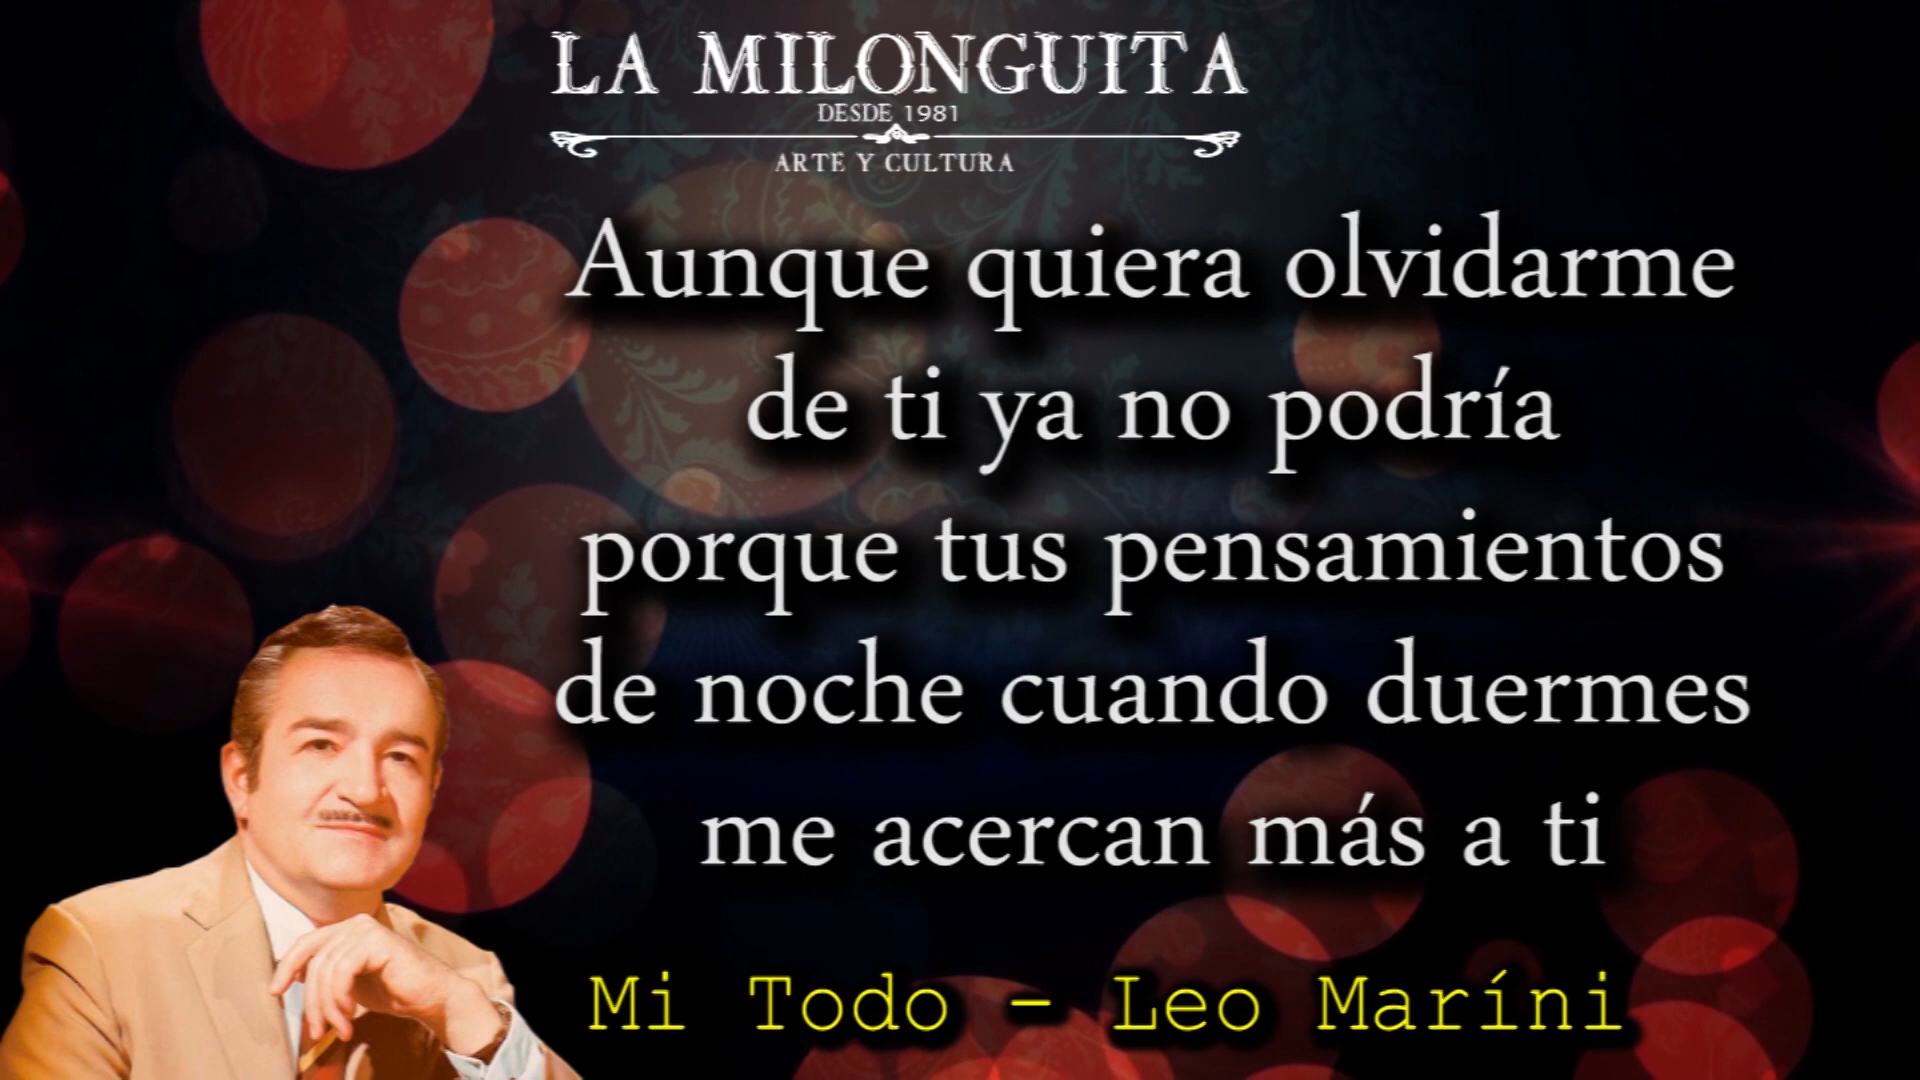 LA MILONGUITA
DESDE 1981
ARTE Y CULTURA
Aunque quiera olvidarme
de ti ya no podría
porque tus pensamientos
de noche cuando duermes
me acercan más a ti
Mi Todo - Leo Maríni